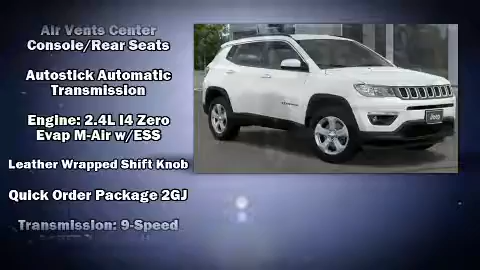 Air Vents Center
Console/Rear Seats
Autostick Automatic
Transmission
Engine: 2.4L I4 Zero
Evap M-Air w/ESS
Leather Wrapped Shift Knob
Quick Order Package 2GJ
Transmission: 9-Speed
Jeep